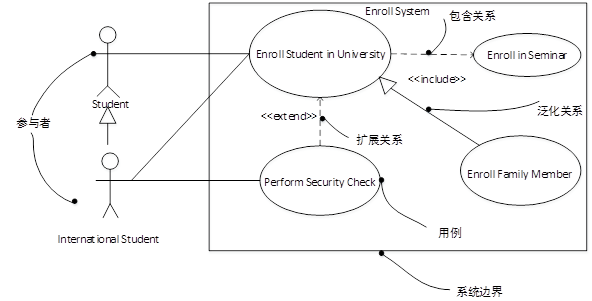 Enroll System
包含关系
Enroll Student in University
Enroll in Seminar
<<include>>
Student
<<extend>>
泛化关系
参与者
扩展关系
Perform Security Check
Enroll Family Member
International Student
用例
系统边界